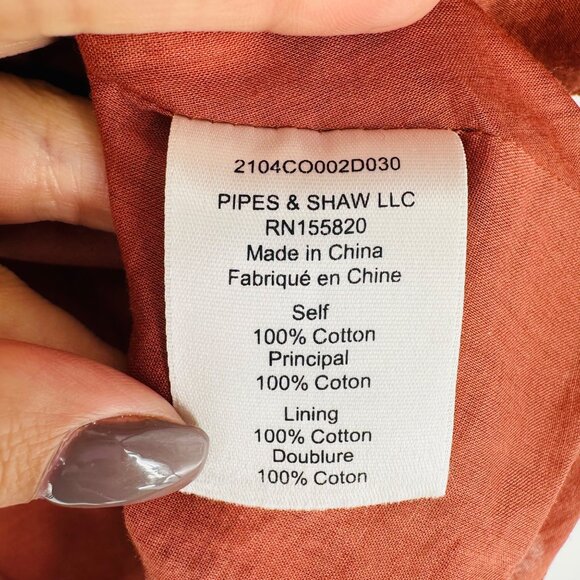 2104CO002D030
PIPES & SHAW LLC
RN155820
Made in China
Fabriqué en Chine
Self
100% Cotton
Principal
100% Coton
Lining
100% Cotton
Doublure
100% Coton